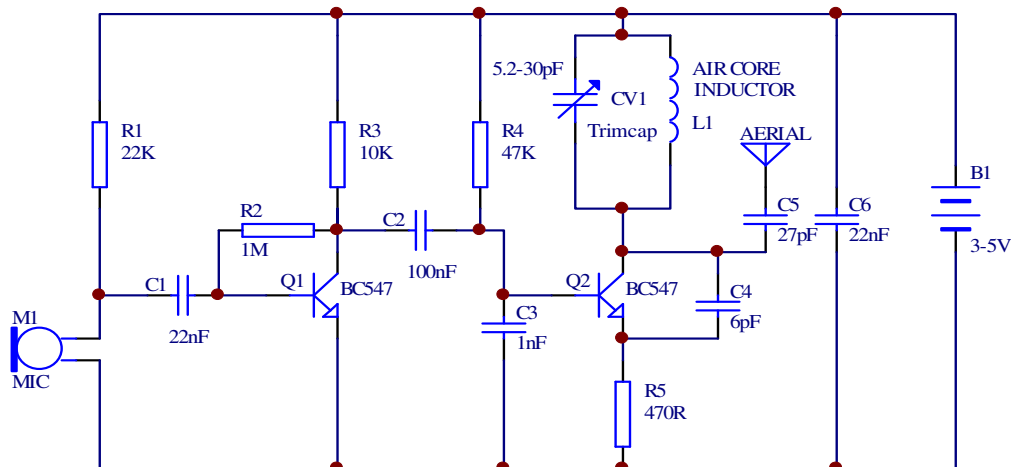 5.2-30pF
CV1
Trimcap
AIR CORE
INDUCTOR
L1
R1
22K
R3
10K
R4
47K
AERIAL
B1
3-5V
R2
1M
C2
100nF
C5
27pF
C6
22nF
C1
22nF
Q1
BC547
Q2
BC547
C4
6pF
C3
1nF
M1
MIC
R5
470R